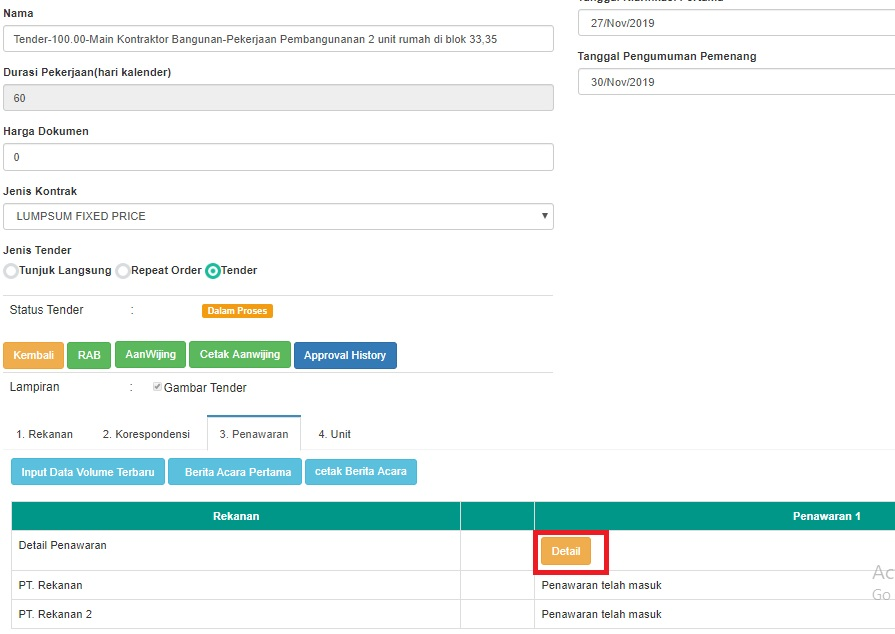 Nama
Tender-100.00-Main Kontraktor Bangunan-Pekerjaan Pembangunanan 2 unit rumah di blok 33,35
Durasi Pekerjaan(hari kalender)
60
Harga Dokumen
0
Jenis Kontrak
LUMPSUM FIXED PRICE
Jenis Tender
Tunjuk Langsung Repeat Order Tender
27/Nov/2019
Tanggal Pengumuman Pemenang
30/Nov/2019
Status Tender : Dalam Proses
Kembali RAB AanWijing Cetak Aanwijing Approval History
Lampiran : Gambar Tender
1. Rekanan 2. Korespondensi 3. Penawaran 4. Unit
Input Data Volume Terbaru Berita Acara Pertama cetak Berita Acara
Rekanan Penawaran 1
Detail Penawaran Detail
PT. Rekanan Penawaran telah masuk
PT. Rekanan 2 Penawaran telah masuk
Go